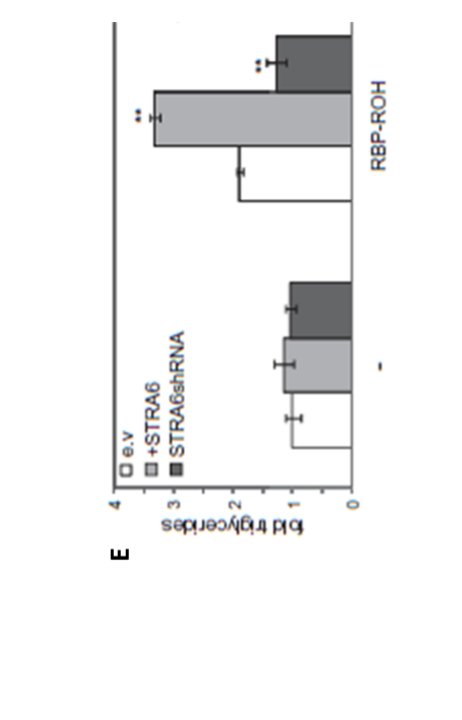 E
fold triglycerides
4
3
2
1
0
e.v
+STRA6
STRA6shRNA
**
**
-
RBP-ROH